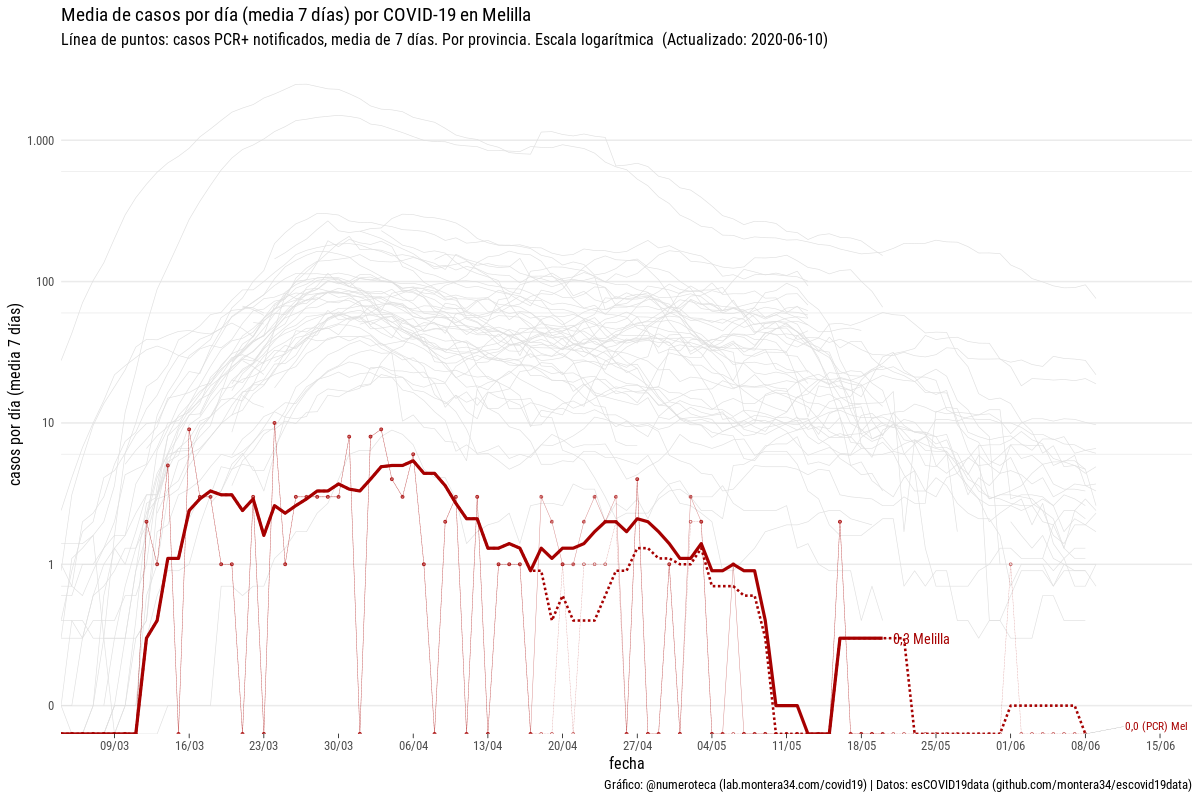 Media de casos por día (media 7 días) por COVID-19 en Melilla
Línea de puntos: casos PCR+ notificados, media de 7 días. Por provincia. Escala logarítmica (Actualizado: 2020-06-10)
casos por día (media 7 días)
1.000
100
10
1
0
0,3 Melilla
0,0 (PCR) Mel
09/03 16/03 23/03 30/03 06/04 13/04 20/04 27/04 04/05 11/05 18/05 25/05 01/06 08/06 15/06
fecha
Gráfico: @numeroteca (lab.montera34.com/covid19) | Datos: esCOVID19data (github.com/montera34/escovid19data)